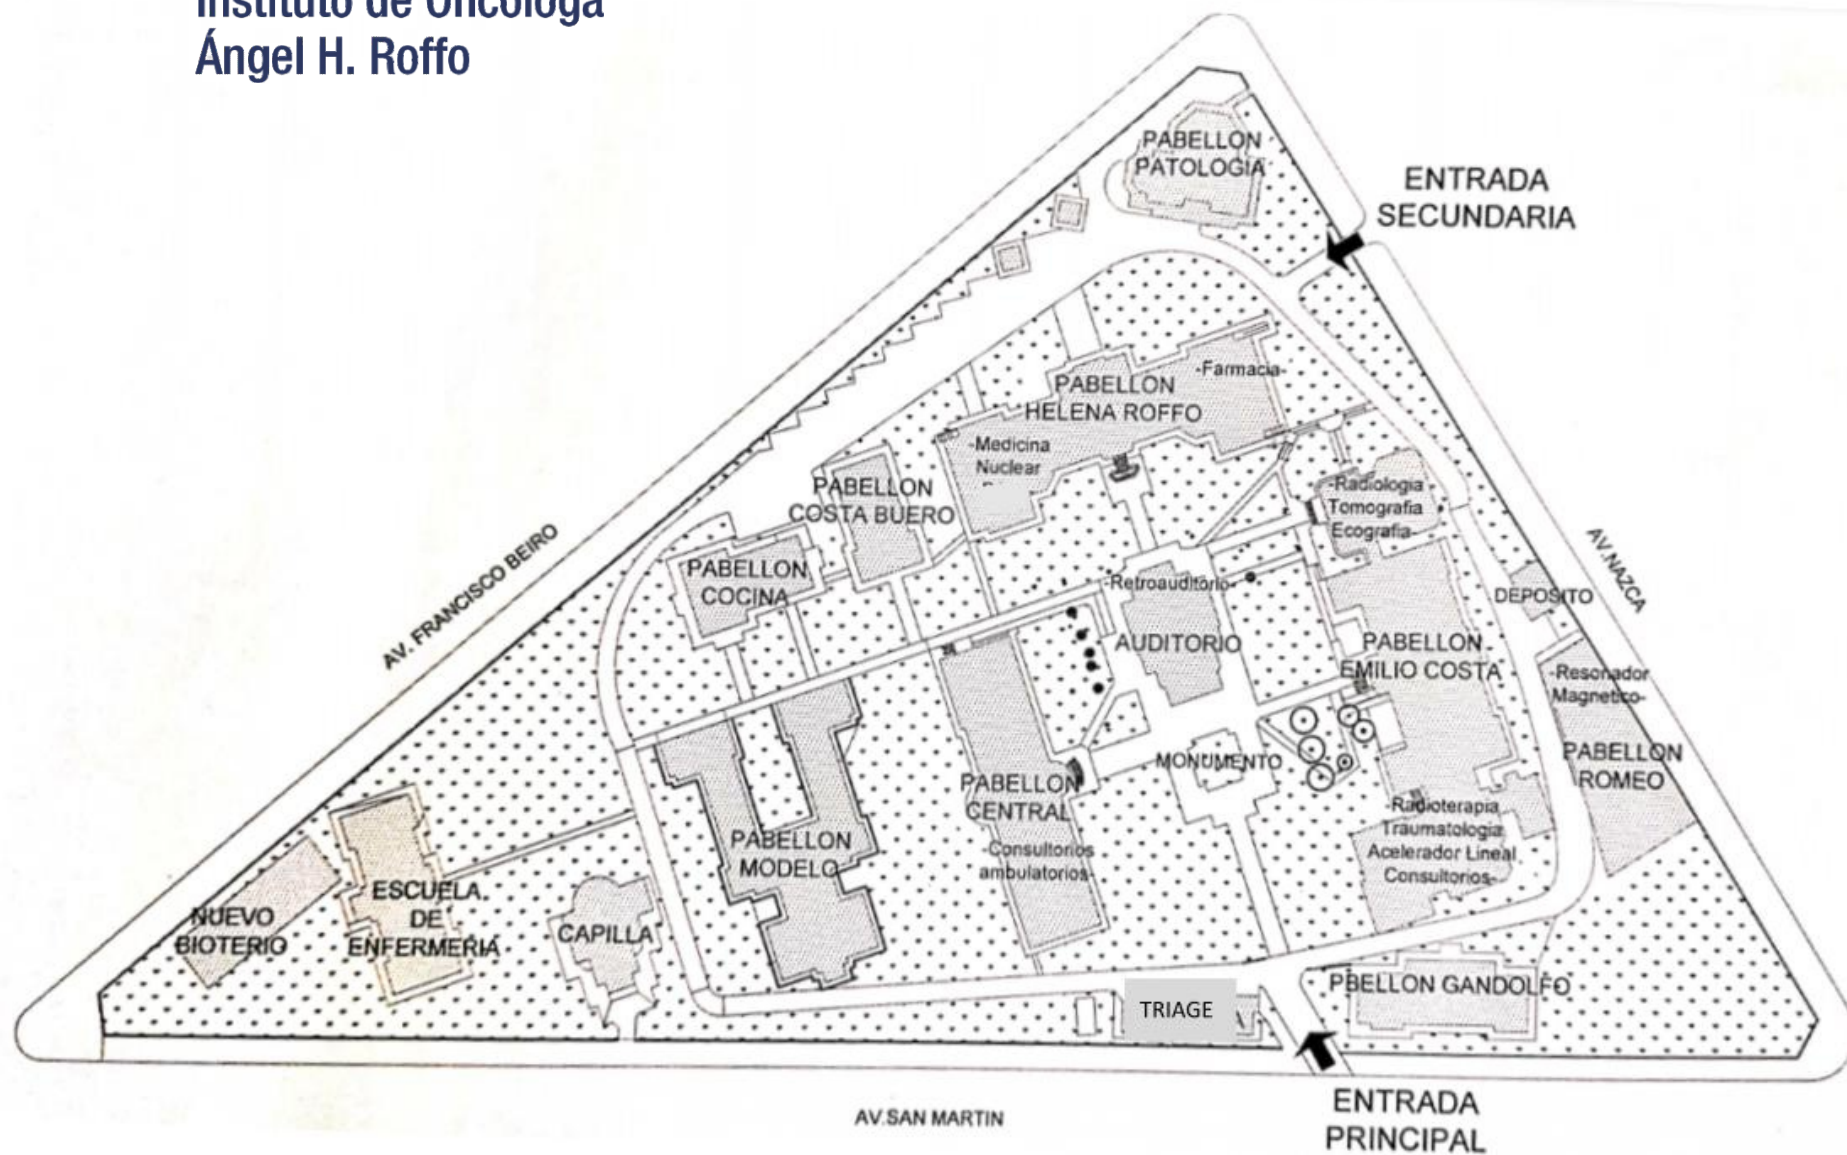 Instituto de Oncología
Ángel H. Roffo
PABELLON
PATOLOGIA
ENTRADA
SECUNDARIA
-Farmacia-
PABELLON
HELENA ROFFO
-Medicina
Nuclear
PABELLON
COSTA BUERO
-Radiologia
Tomografia
Ecografia-
AV. FRANCISCO BEIRO
AV.NAZCA
PABELLON
COCINA
-Retroauditorio-
DEPOSITO
AUDITORIO
PABELLON
EMILIO COSTA
-Resonador
Magnetico-
MONUMENTO
PABELLON
ROMEO
PABELLON
CENTRAL
-Consultorios
ambulatorios-
-Radioterapia
Traumatologia
Acelerador Lineal
Consultorios-
PABELLON
MODELO
ESCUELA
DE
ENFERMERIA
NUEVO
BIOTERIO
CAPILLA
PBELLON GANDOLFO
TRIAGE
A
ENTRADA
PRINCIPAL
AV.SAN MARTIN